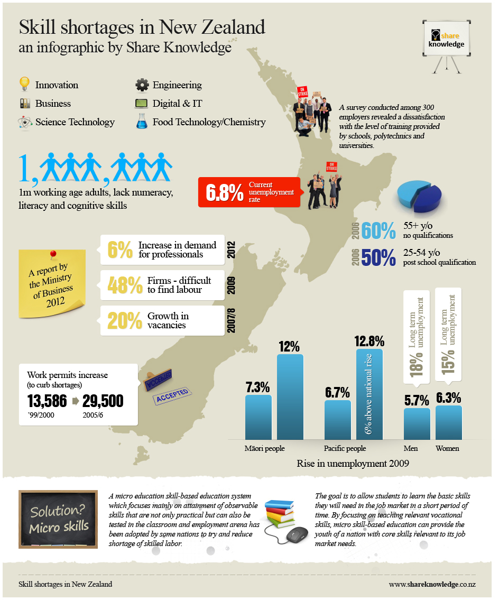 Skill shortages in New Zealand
an infographic by Share Knowledge
share
knowledge
Innovation
Engineering
Business
Digital & IT
Science Technology
Food Technology/Chemistry
ON STRIKE
A survey conducted among 300
employers revealed a dissatisfaction
with the level of training provided
by schools, polytechnics and
universities.
1,
1m working age adults, lack numeracy,
literacy and cognitive skills
6.8%
Current
unemployment
rate
ON STRIKE
2006
60%
55+ y/o
no qualifications
2006
50%
25-54 y/o
post school qualification
A report by
the Ministry
of Business
2012
6%
Increase in demand
for professionals
2012
48%
Firms - difficult
to find labour
2009
20%
Growth in
vacancies
2007/8
Work permits increase
(to curb shortages)
13,586
29,500
'99/2000
2005/6
ACCEPTED
7.3%
12%
Māori people
6.7%
12.8%
6% above national rise
Pacific people
18%
Long term
unemployment
5.7%
Men
15%
Long term
unemployment
6.3%
Women
Rise in unemployment 2009
Solution?
Micro skills
A micro education skill-based education system
which focuses mainly on attainment of observable
skills that are not only practical but can also be
tested in the classroom and employment arena has
been adopted by some nations to try and reduce
shortage of skilled labor.
The goal is to allow students to learn the basic skills
they will need in the job market in a short period of
time. By focusing on teaching relevant vocational
skills, micro skill-based education can provide the
youth of a nation with core skills relevant to its job
market needs.
Skill shortages in New Zealand
www.shareknowledge.co.nz